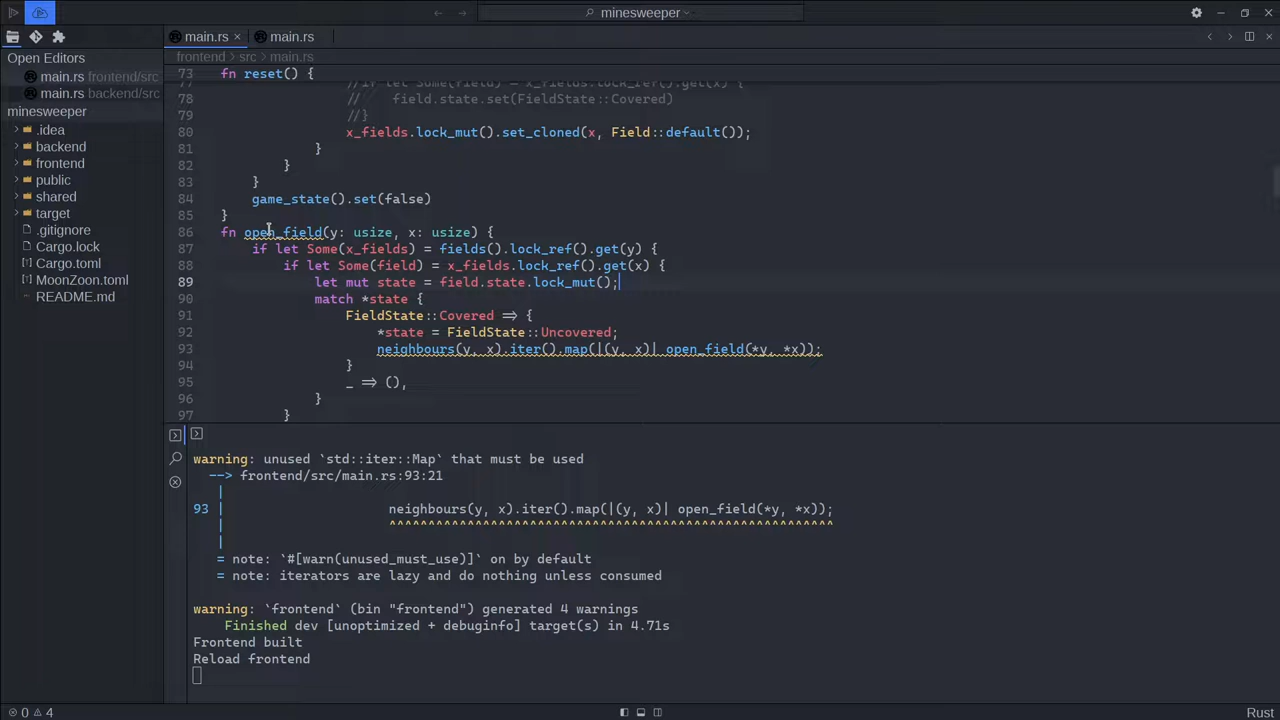 minesweeper
main.rs ×
main.rs
Open Editors
main.rs frontend/src
main.rs backend/src
minesweeper
.idea
backend
frontend
public
shared
target
.gitignore
Cargo.lock
Cargo.toml
MoonZoon.toml
README.md
frontend > src > main.rs
73 fn reset() {
77 //if let Some(field) = x_fields.lock_ref().get(x) {
78 //    field.state.set(FieldState::Covered)
79 //}
80 x_fields.lock_mut().set_cloned(x, Field::default());
81 }
82 }
83 }
84 game_state().set(false)
85 }
86 fn open_field(y: usize, x: usize) {
87 if let Some(x_fields) = fields().lock_ref().get(y) {
88 if let Some(field) = x_fields.lock_ref().get(x) {
89 let mut state = field.state.lock_mut();
90 match *state {
91 FieldState::Covered => {
92 *state = FieldState::Uncovered;
93 neighbours(y, x).iter().map(|(y, x)| open_field(*y, *x));
94 }
95 _ => (),
96 }
97 }
warning: unused `std::iter::Map` that must be used
--> frontend/src/main.rs:93:21
|
93 | neighbours(y, x).iter().map(|(y, x)| open_field(*y, *x));
| ^^^^^^^^^^^^^^^^^^^^^^^^^^^^^^^^^^^^^^^^^^^^^^^^^^^^^^^^^
|
= note: `#[warn(unused_must_use)]` on by default
= note: iterators are lazy and do nothing unless consumed
warning: `frontend` (bin "frontend") generated 4 warnings
Finished dev [unoptimized + debuginfo] target(s) in 4.71s
Frontend built
Reload frontend
0 4
Rust